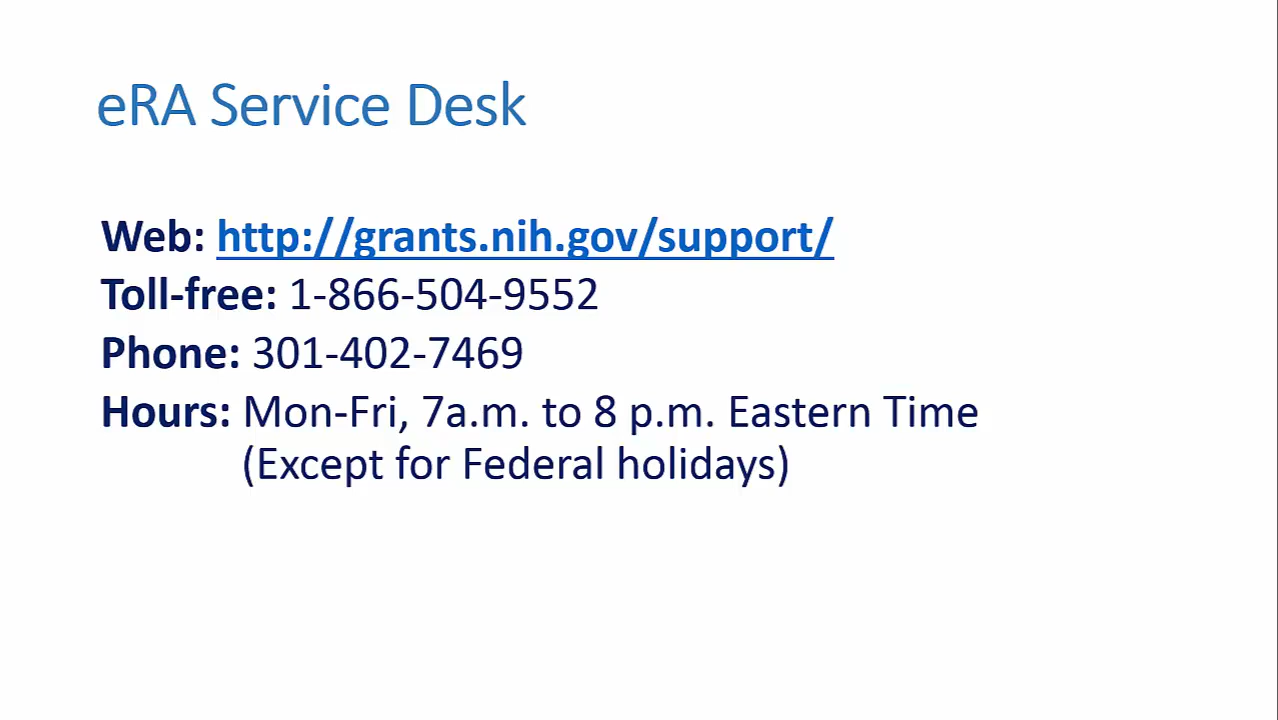 eRA Service Desk
Web: http://grants.nih.gov/support/
Toll-free: 1-866-504-9552
Phone: 301-402-7469
Hours: Mon-Fri, 7a.m. to 8 p.m. Eastern Time
(Except for Federal holidays)